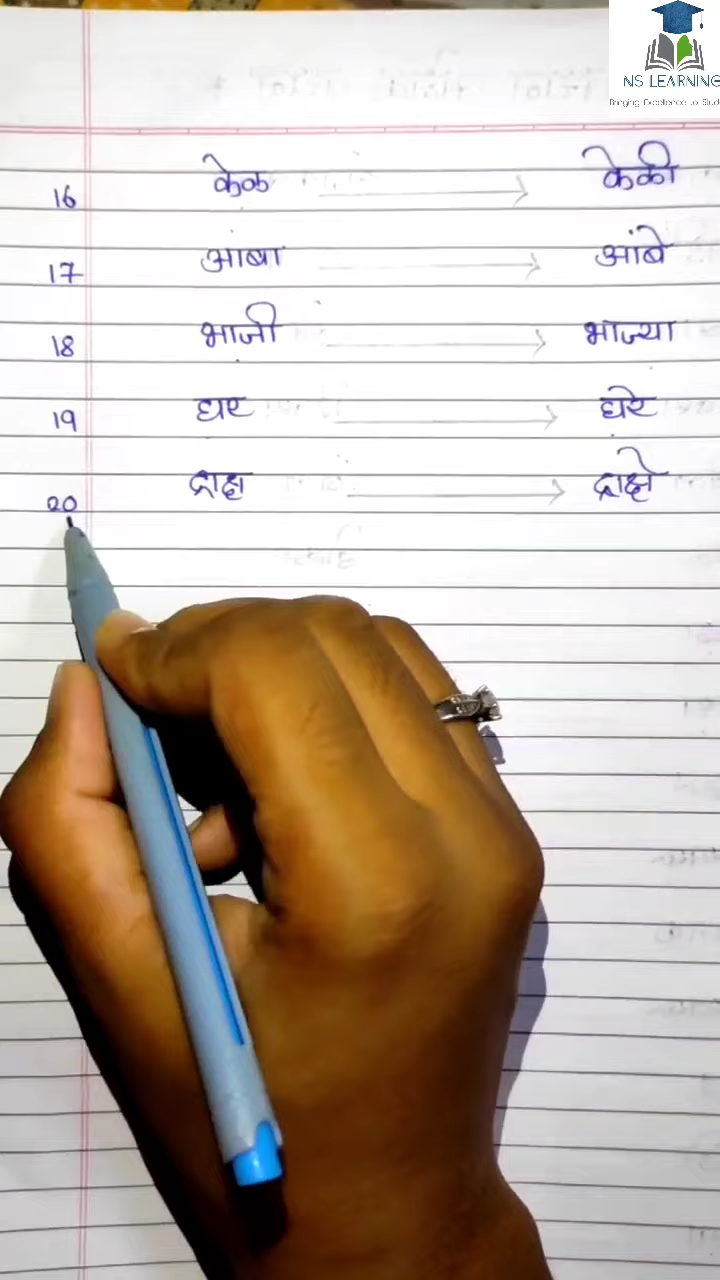 NS LEARNING
16 केळ → केळी
17 आंबा → आंबे
18 भाजी → भाज्या
19 घर → घरे
20 द्राक्ष → द्राक्षे